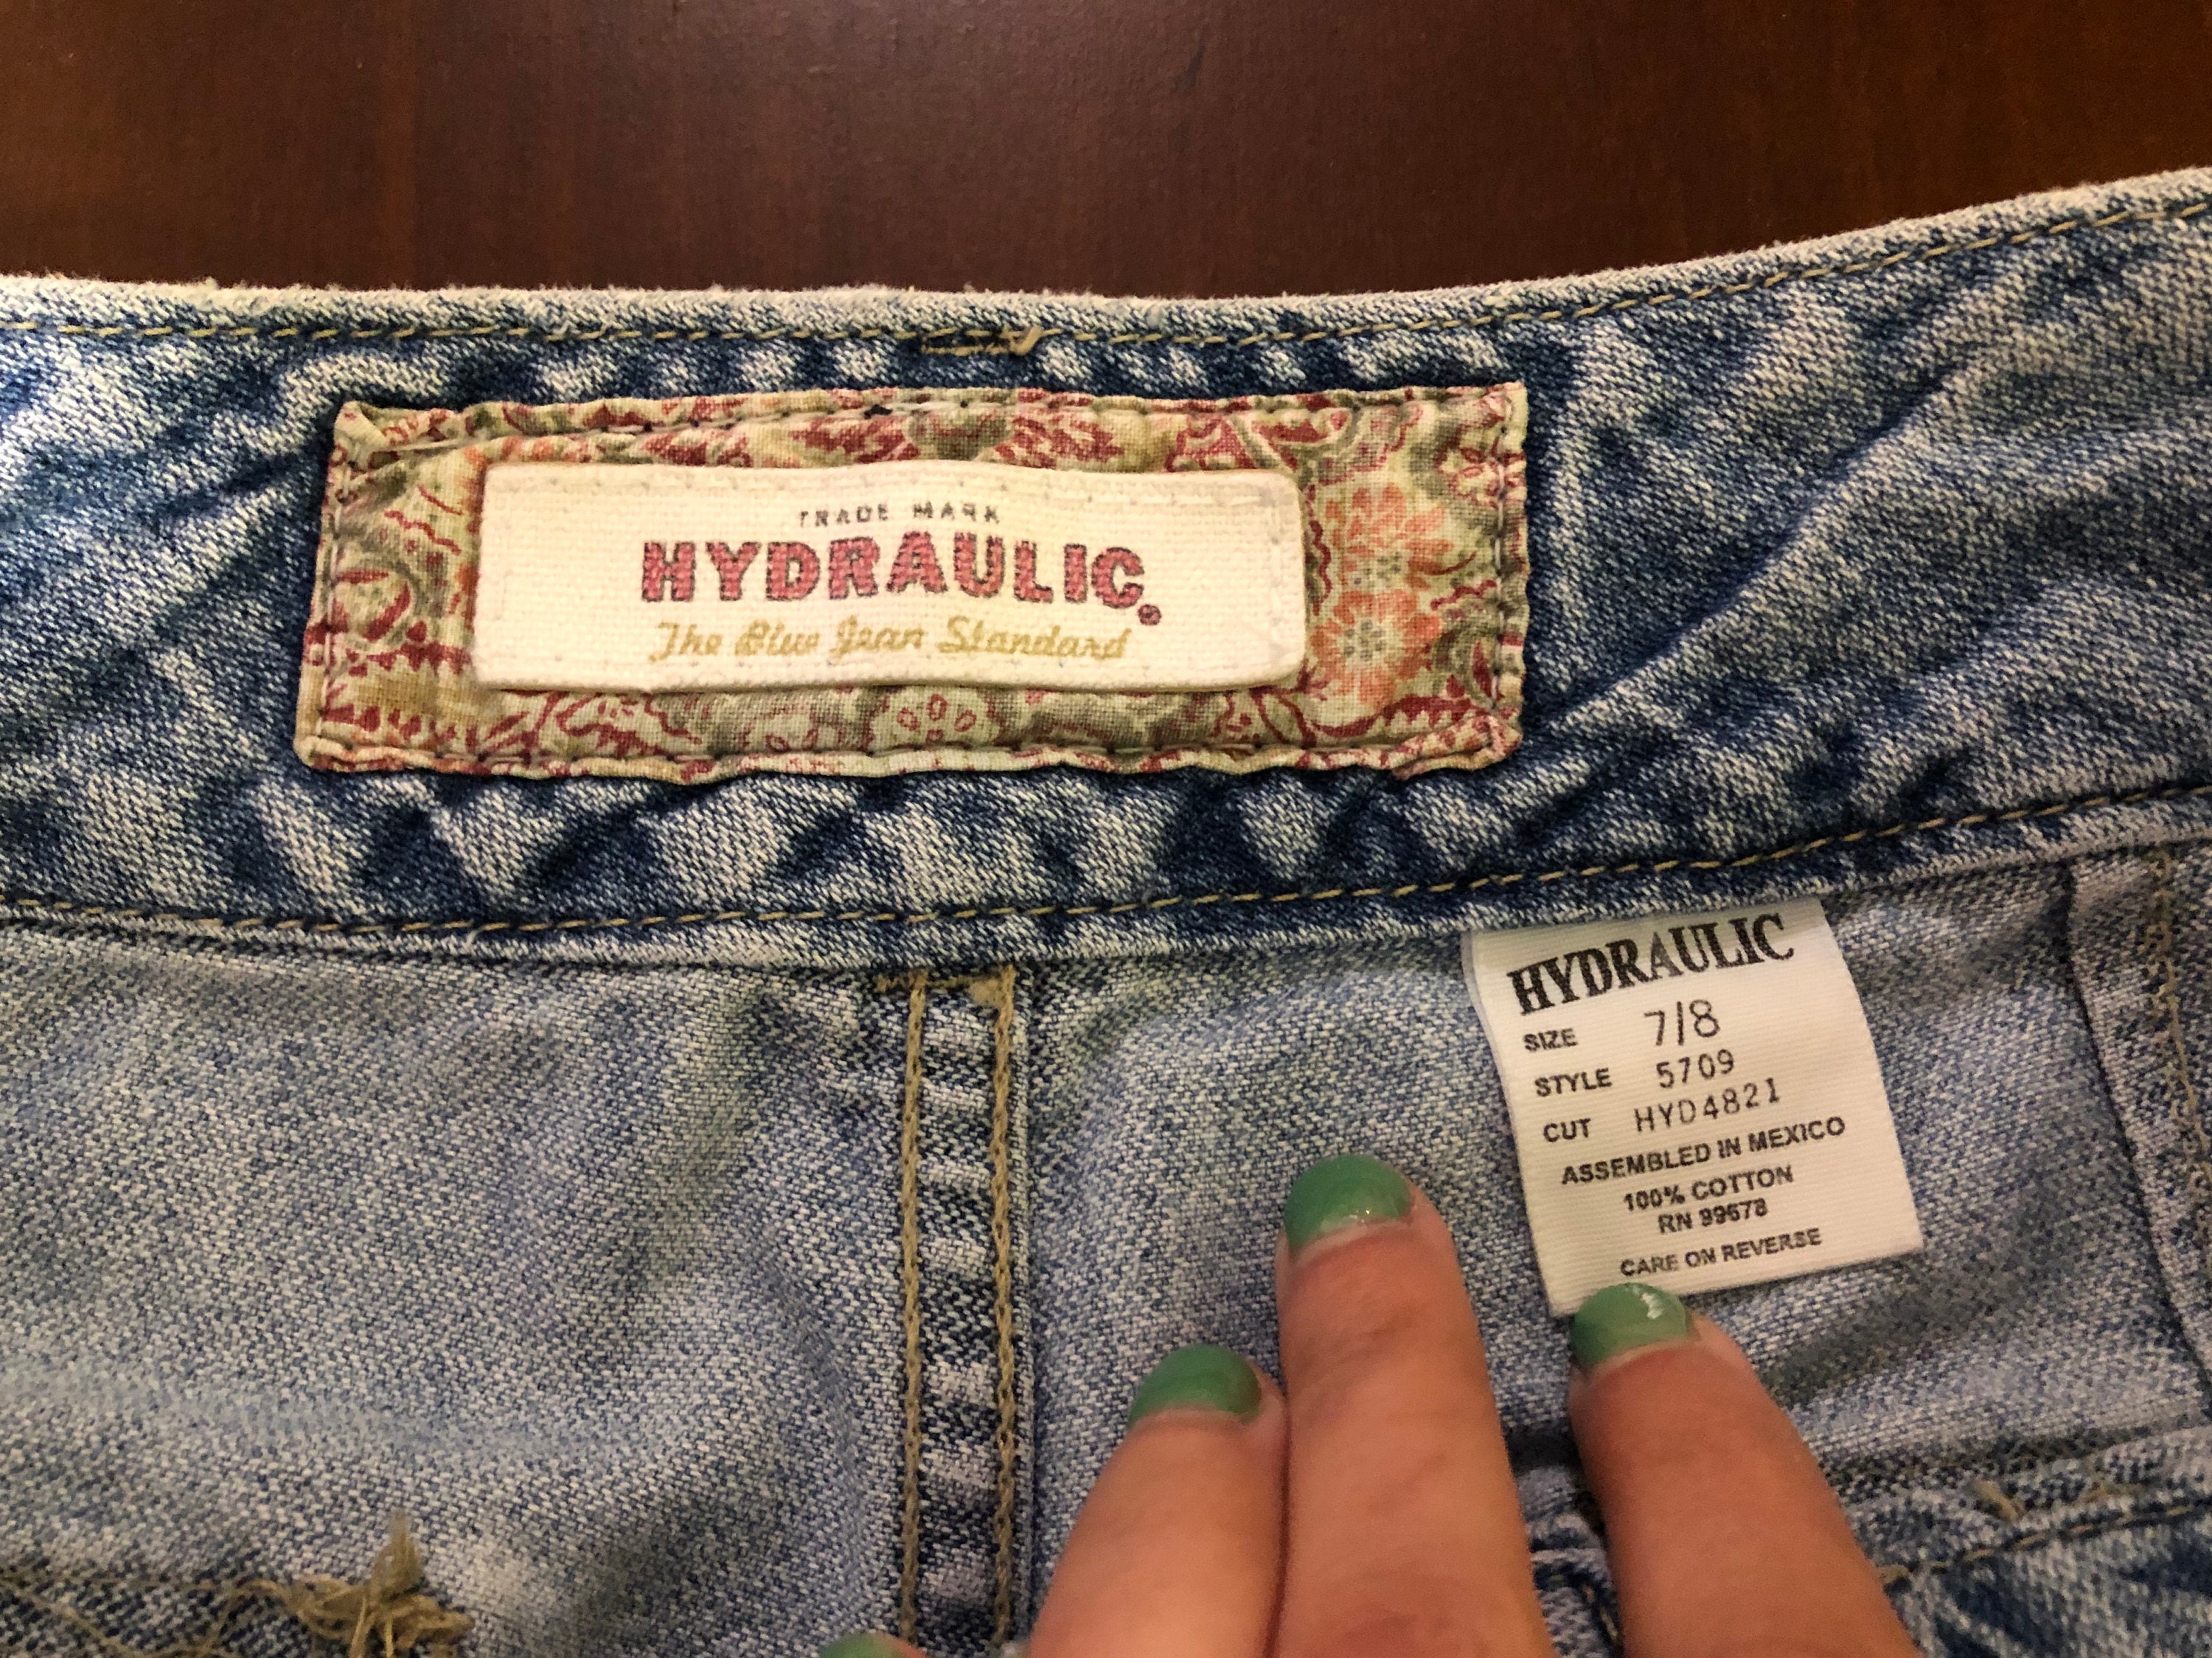 TRADE MARK
HYDRAULIC.
The Blue Jean Standard
HYDRAULIC
SIZE 7/8
STYLE 5709
CUT HYD4821
ASSEMBLED IN MEXICO
100% COTTON
RN 99678
CARE ON REVERSE